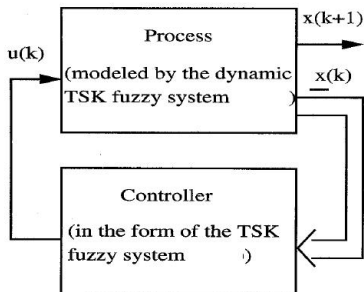 x(k+1)
u(k)
Process
(modeled by the dynamic
TSK fuzzy system )
x(k)
Controller
(in the form of the TSK
fuzzy system )